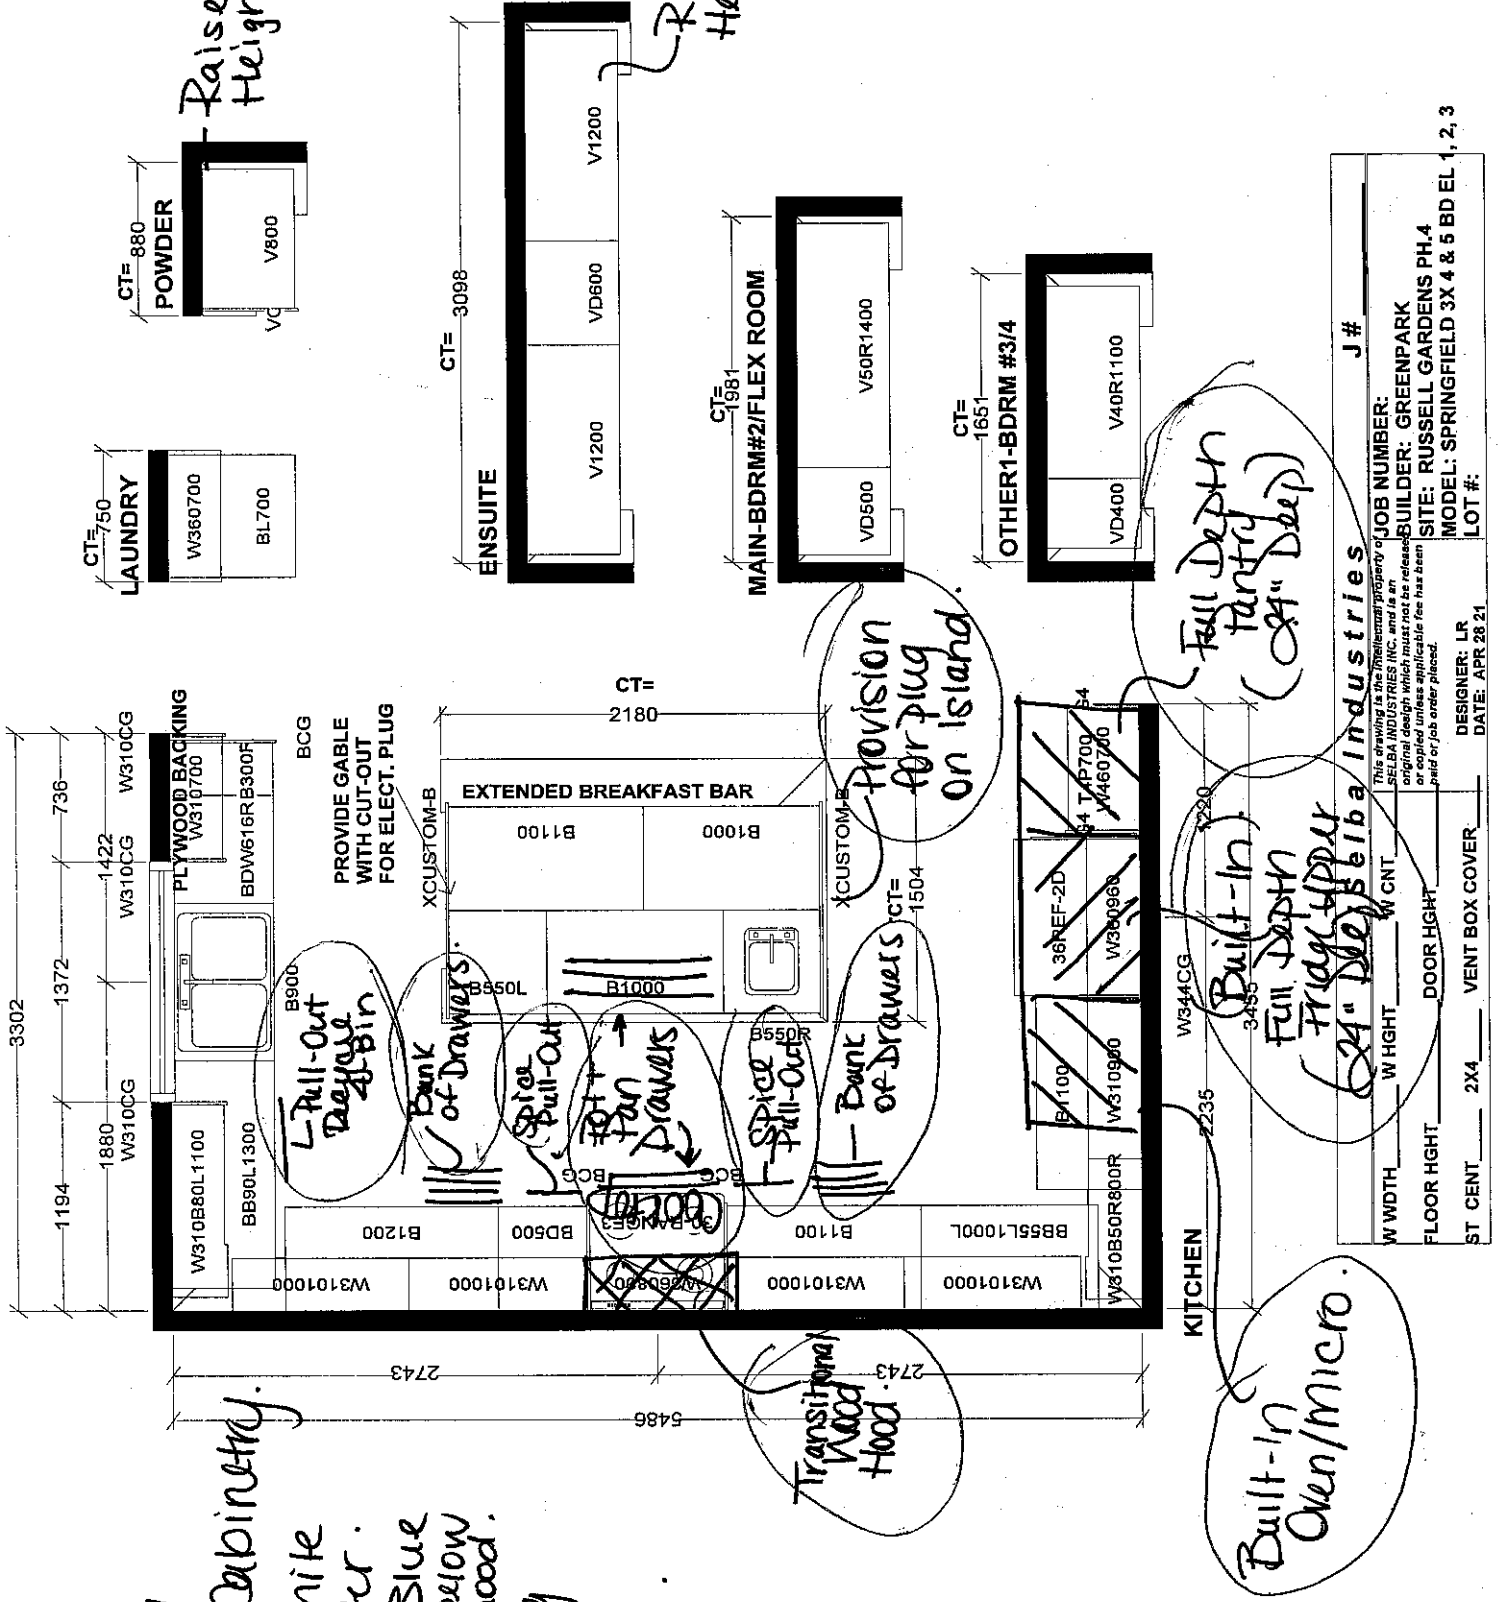 Raise
Height
CT=
880
POWDER
V800
CT=
750
LAUNDRY
W360700
BL700
CT=
3098
ENSUITE
V1200
VD600
V1200
CT=
1981
MAIN-BDRM#2/FLEX ROOM
VD500
V50R1400
CT=
1651
OTHER1-BDRM #3/4
VD400
V40R1100
3302
736
1372
1194
1422
1880
W310CG
W310CG
W310CG
PLYWOOD BACKING
W310700
BDW616R
B300R
BCG
B900
W310B80L1100
BB90L1300
PROVIDE GABLE
WITH CUT-OUT
FOR ELECT. PLUG
XCUSTOM-B
CT=
2180
EXTENDED BREAKFAST BAR
B1100
B1000
B550L
B1000
B550R
XCUSTOM-B
CT=
1504
Provision
for plug
on Island.
Pull-Out
Recycle
Bin
Bank
of Drawers.
Spice
Pull-Out
Pot +
Pan
Drawers
Spice
Pull-Out
Bank
of Drawers
BCG
BCG
B1200
BD500
30-RANGE3
B1100
BB55L1000L
W3101000
W3101000
W3101000
W3101000
W310B50R800R
Cooktop
2743
2743
5486
Transitional
Wood
Hood.
KITCHEN
B1100
W310900
36REF-2D
W360960
G4
T4P700
W460700
G4
W344CG
2235
1220
3455
Full Depth
Pantry
(24" Deep)
(Built-In)
Full Depth
Fridge Upper
(24" Deep)
Built-In
Oven/Micro.
Cabinetry.
Blue
Selba Industries
J#
This drawing is the intellectual property of
SELBA INDUSTRIES INC. and is an
original design which must not be released
or copied unless applicable fee has been
paid or job order placed.
DESIGNER: LR
DATE: APR 28 21
JOB NUMBER:
BUILDER: GREENPARK
SITE: RUSSELL GARDENS PH.4
MODEL: SPRINGFIELD 3X 4 & 5 BD EL 1, 2, 3
LOT #:
W WDTH W HGHT W CNT
FLOOR HGHT DOOR HGHT
ST CENT 2X4 VENT BOX COVER